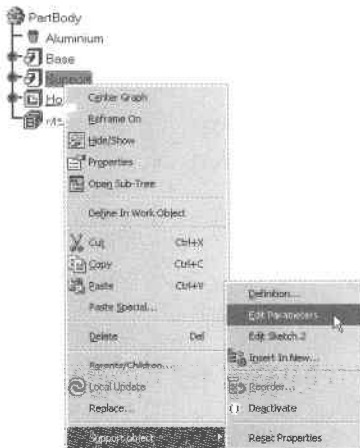 PartBody
Aluminium
Base
Support
Ho
Center Graph
Reframe On
Hide/Show
Properties
Open Sub-Tree
Define In Work Object
Cut Ctrl+X
Copy Ctrl+C
Paste Ctrl+V
Paste Special...
Delete Del
Parents/Children...
Local Update
Replace...
Support object
Definition...
Edit Parameters
Edit Sketch.2
Insert In New...
Reorder...
Deactivate
Reset Properties